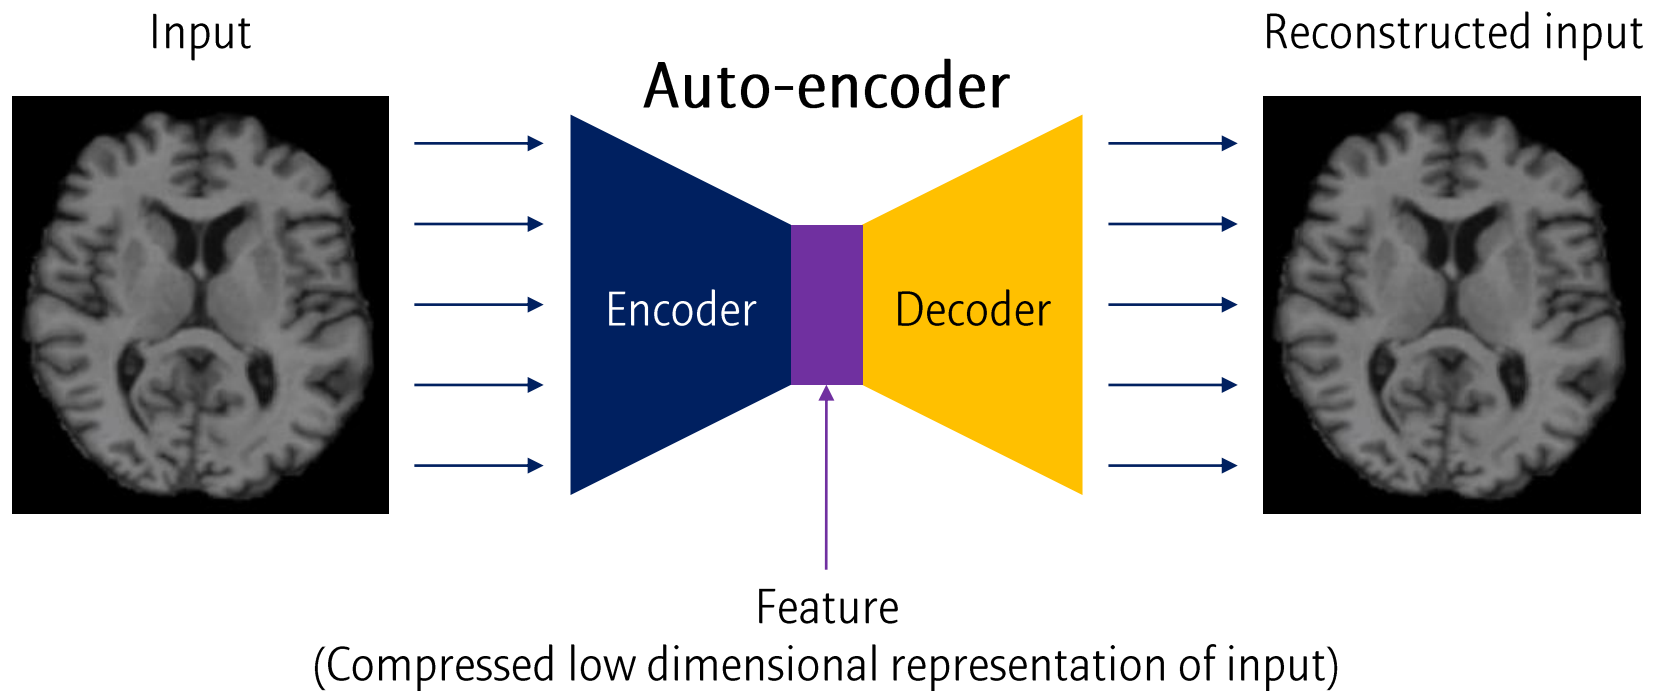 Input
Reconstructed input
Auto-encoder
Encoder
Decoder
Feature
(Compressed low dimensional representation of input)